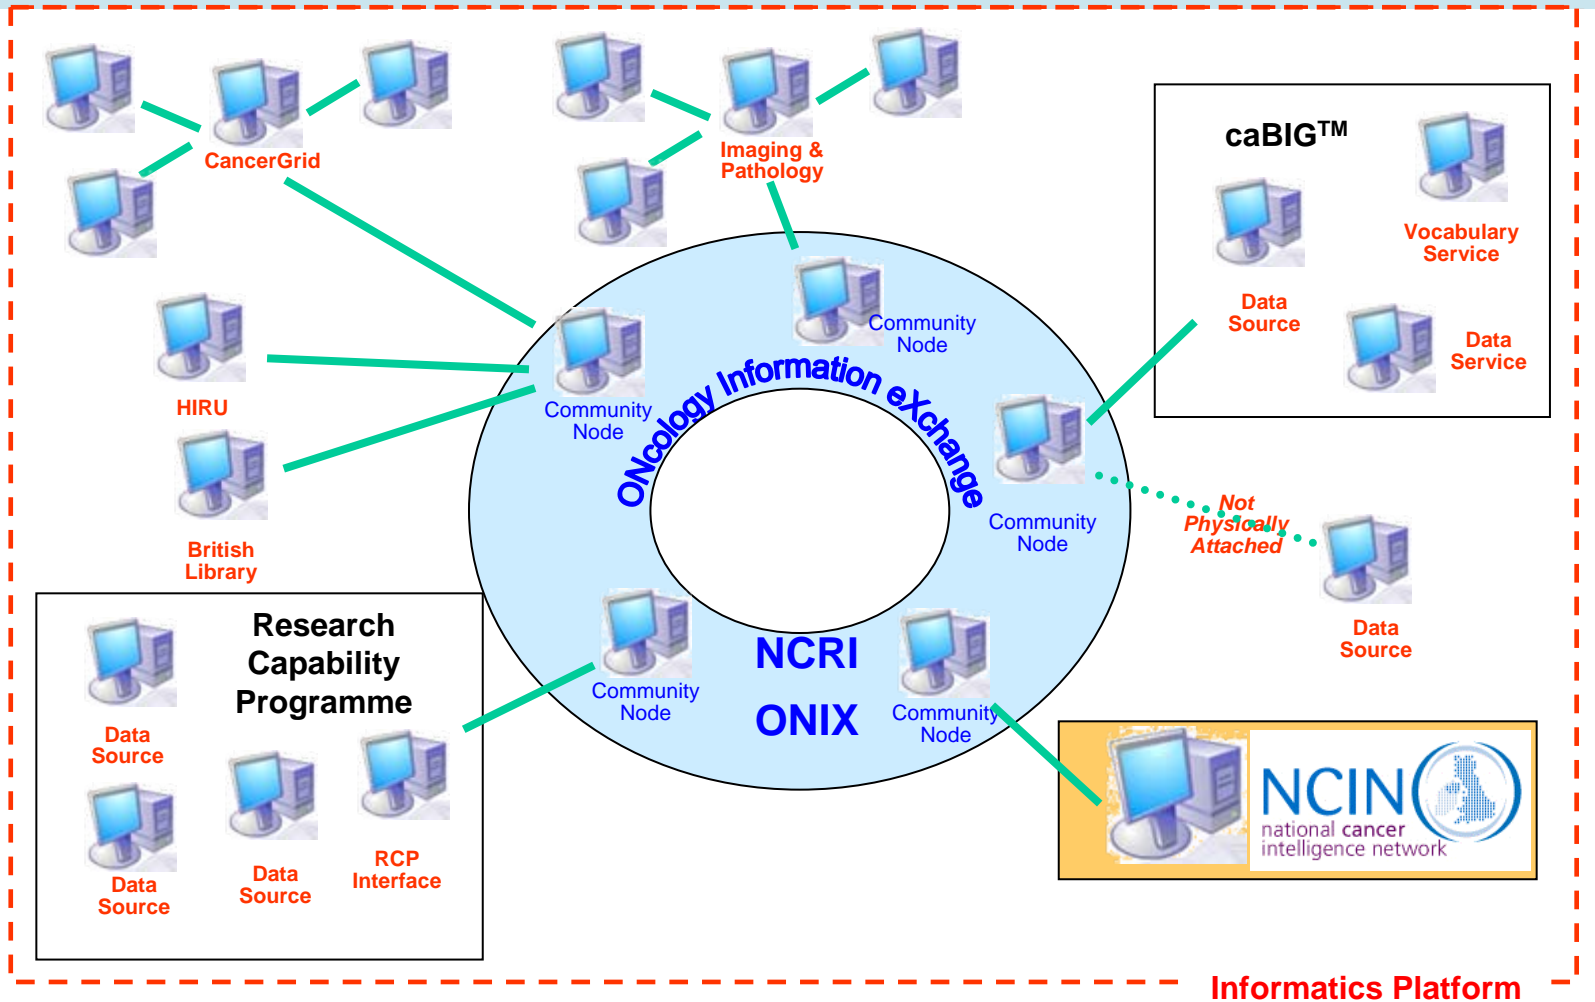 CancerGrid
Imaging &
Pathology
caBIG™
Vocabulary
Service
Data
Source
Data
Service
Community
Node
HIRU
Community
Node
ONcology Information eXchange
British
Library
Community
Node
Not
Physically
Attached
Data
Source
Research
Capability
Programme
Data
Source
Data
Source
Data
Source
RCP
Interface
Community
Node
NCRI
ONIX
Community
Node
NCIN
national cancer
intelligence network
Informatics Platform